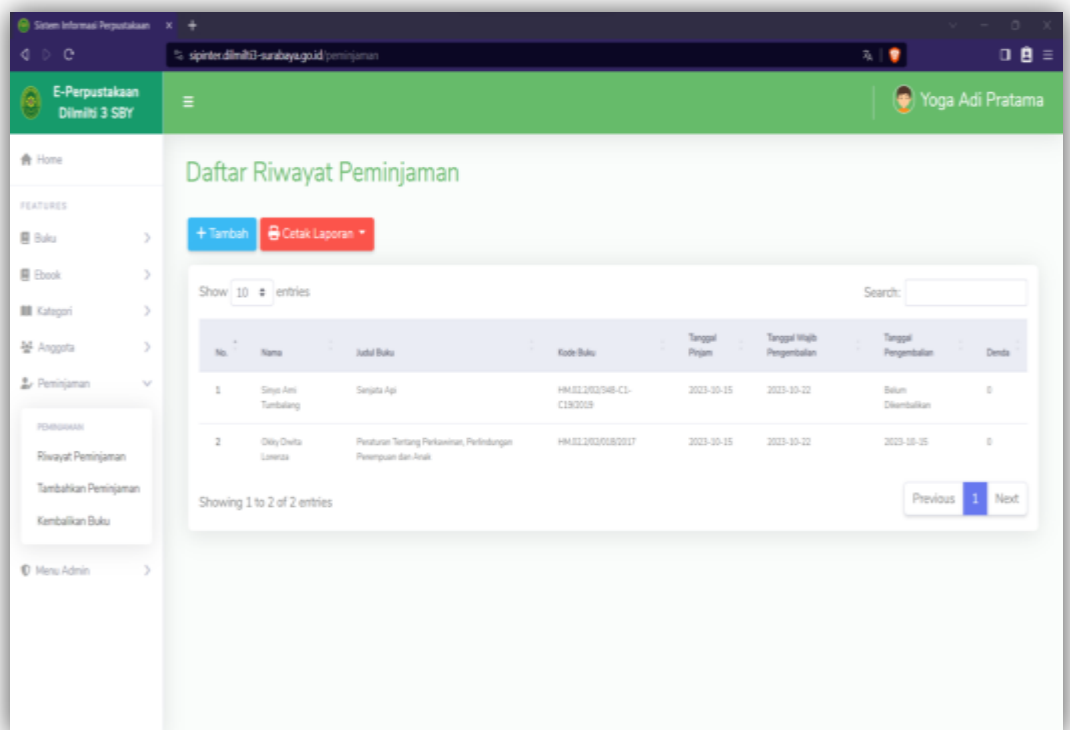 Sistem Informasi Perpustakaan
sipinter.dilmilti3-surabaya.go.id/peminjaman
E-Perpustakaan
Dilmilti 3 SBY
Yoga Adi Pratama
Home
FEATURES
Buku
Ebook
Kategori
Anggota
Peminjaman
PEMINJAMAN
Riwayat Peminjaman
Tambahkan Peminjaman
Kembalikan Buku
Menu Admin
Daftar Riwayat Peminjaman
+ Tambah
Cetak Laporan
Show 10 entries
Search:
No. Nama Judul Buku Kode Buku Tanggal Pinjam Tanggal Wajib Pengembalian Tanggal Pengembalian Denda
1 Sinyo Ami Tumbalang Senjata Api HM.02.2/02/548-C1-C19/2019 2023-10-15 2023-10-22 Belum Dikembalikan 0
2 Okky Dwita Lorenza Peraturan Tentang Perkawinan, Perlindungan Perempuan dan Anak HM.02.2/02/018/2017 2023-10-15 2023-10-22 2023-10-15 0
Showing 1 to 2 of 2 entries
Previous 1 Next